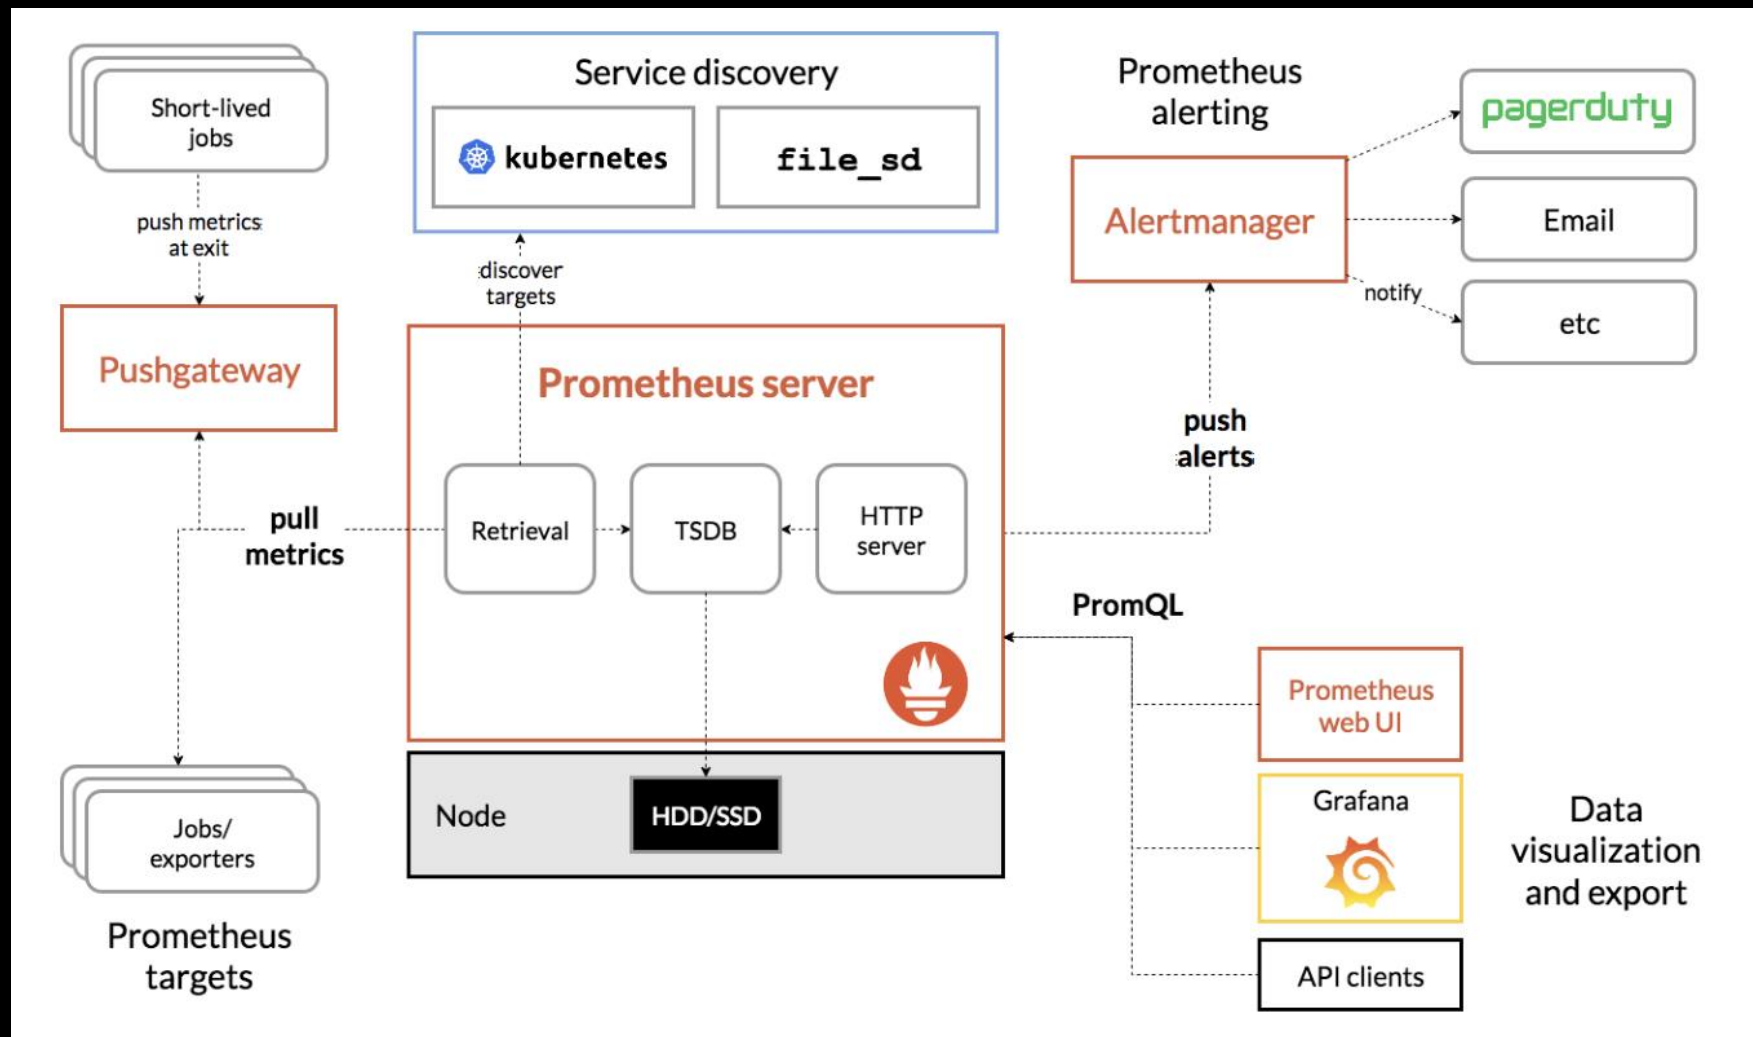 Short-lived
jobs
push metrics
at exit
Pushgateway
pull
metrics
Jobs/
exporters
Prometheus
targets
Service discovery
kubernetes
file_sd
discover
targets
Prometheus server
Retrieval
TSDB
HTTP
server
Node
HDD/SSD
Prometheus
alerting
Alertmanager
pagerduty
Email
etc
notify
push
alerts
PromQL
Prometheus
web UI
Grafana
API clients
Data
visualization
and export